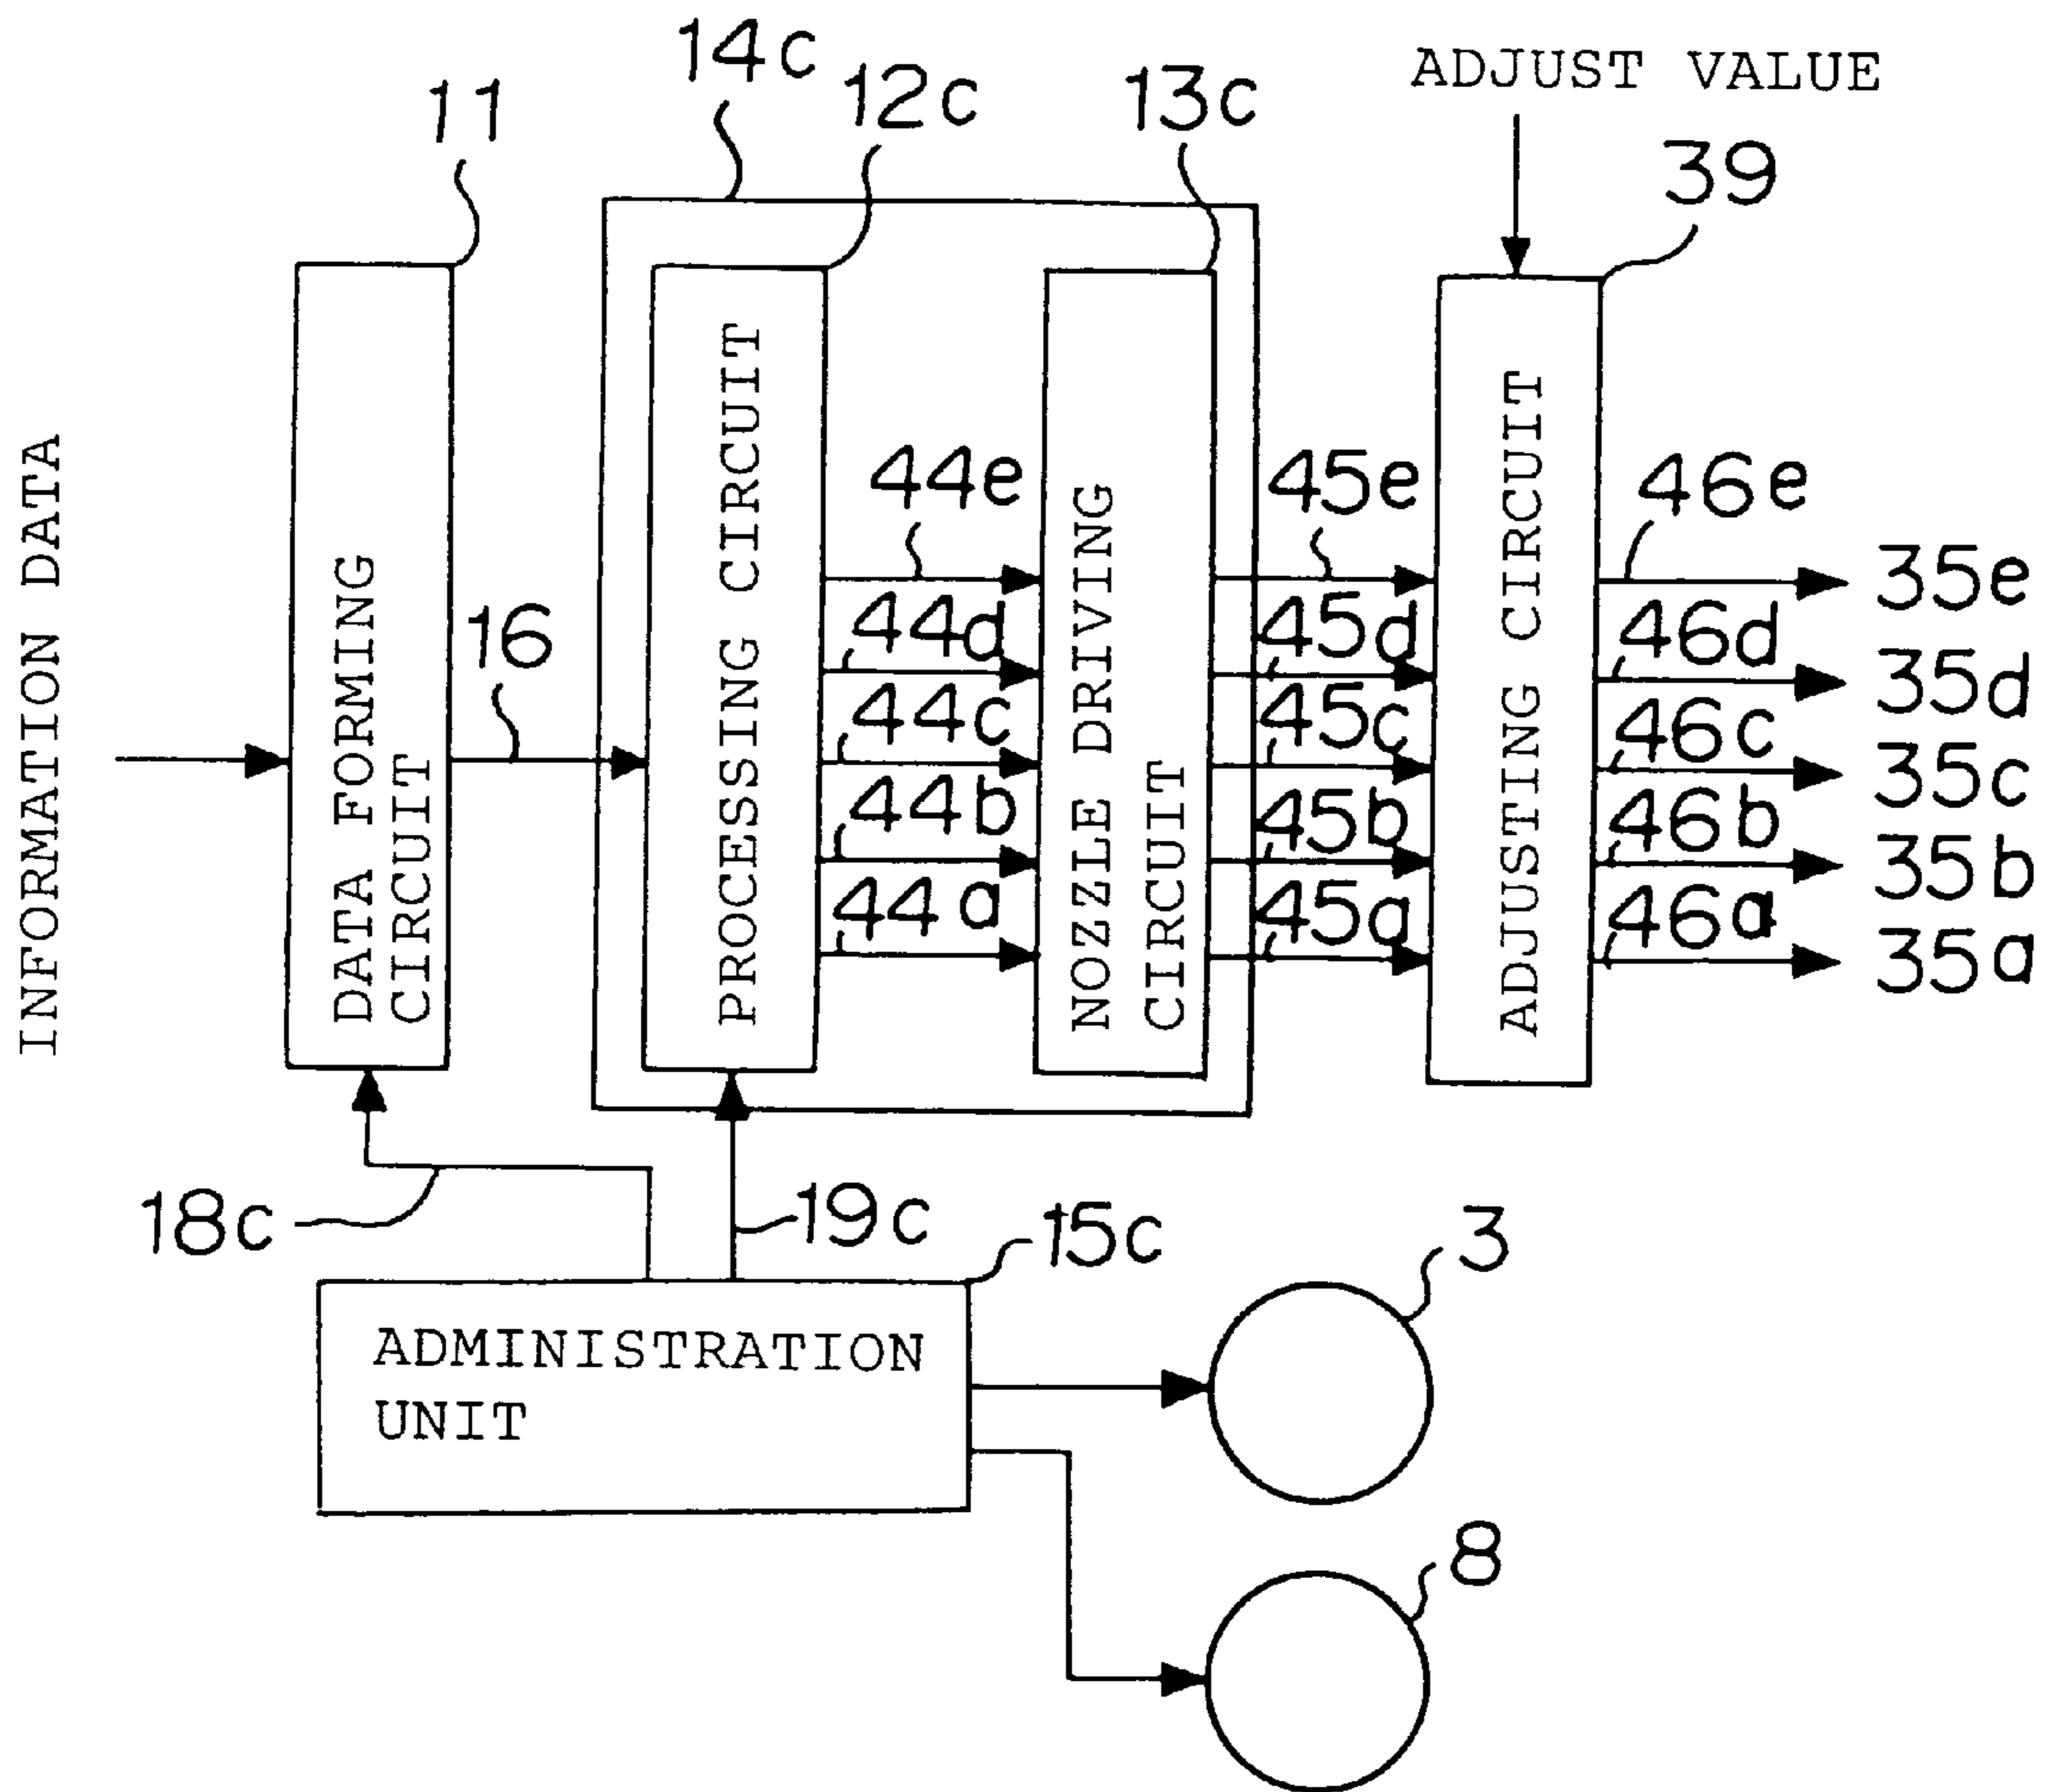 14c
ADJUST VALUE
11
12c
13c
39
INFORMATION DATA
DATA FORMING
CIRCUIT
16
PROCESSING CIRCUIT
44e
44d
44c
44b
44a
NOZZLE DRIVING
CIRCUIT
45e
45d
45c
45b
45a
ADJUSTING CIRCUIT
46e
46d
46c
46b
46a
35e
35d
35c
35b
35a
18c
19c
15c
3
ADMINISTRATION
UNIT
8